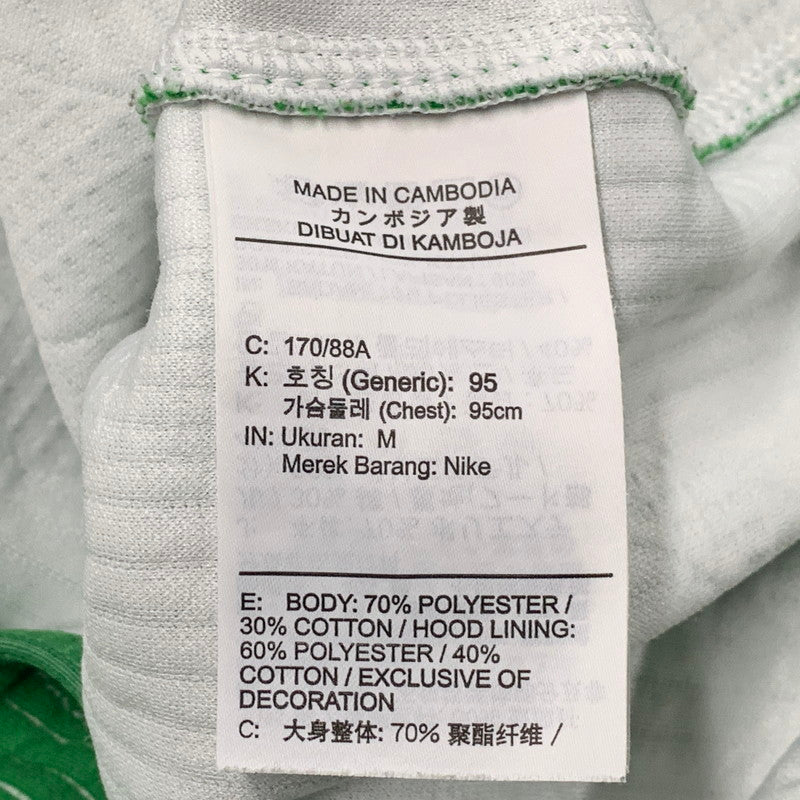 MADE IN CAMBODIA
カンボジア製
DIBUAT DI KAMBOJA
C: 170/88A
K: 호칭 (Generic): 95
가슴둘레 (Chest): 95cm
IN: Ukuran: M
Merek Barang: Nike
E: BODY: 70% POLYESTER /
30% COTTON / HOOD LINING:
60% POLYESTER / 40%
COTTON / EXCLUSIVE OF
DECORATION
C: 大身整体: 70% 聚酯纤维 /